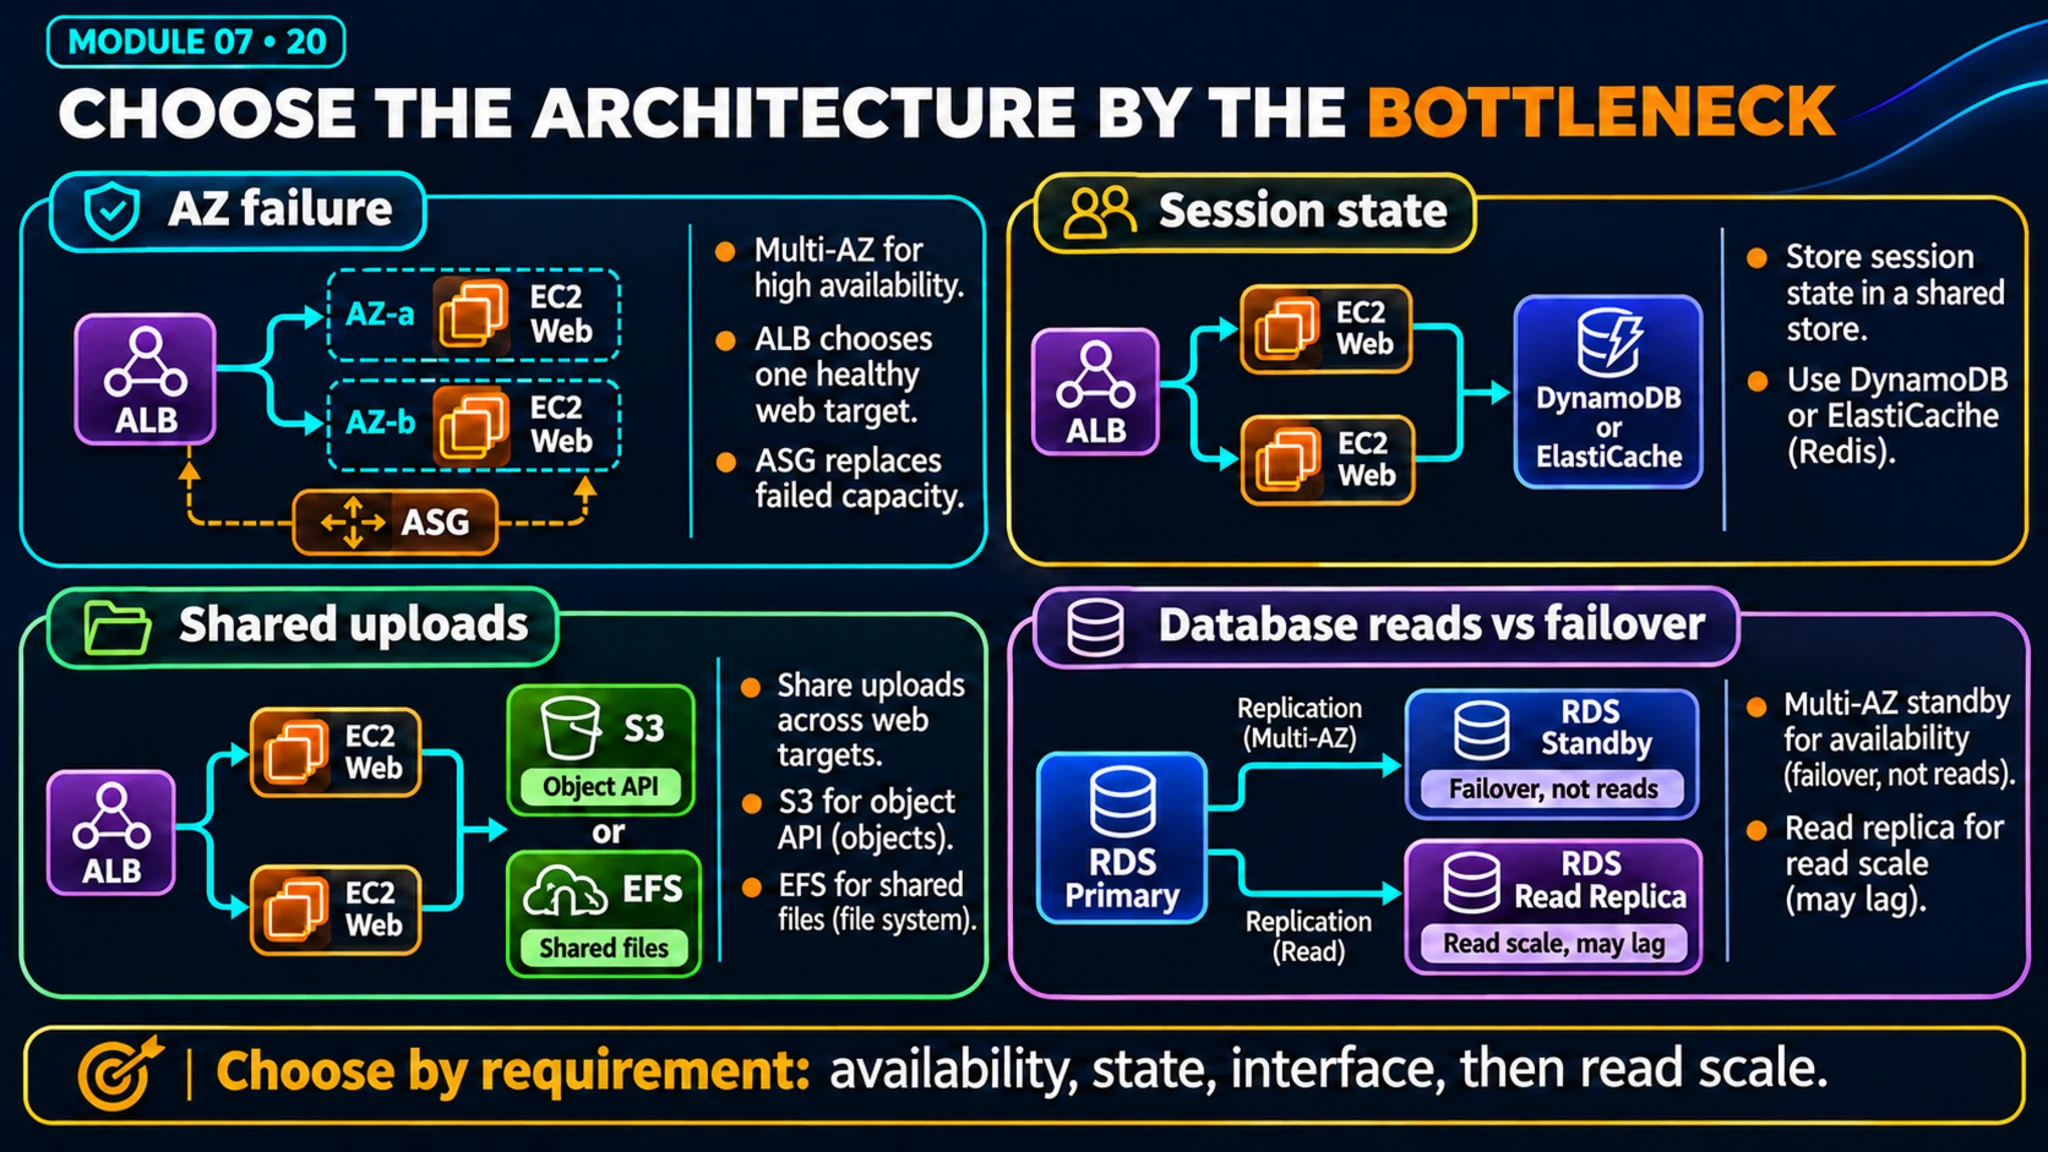 MODULE 07 • 20
CHOOSE THE ARCHITECTURE BY THE BOTTLENECK
AZ failure
ALB
AZ-a
EC2
Web
AZ-b
EC2
Web
ASG
Multi-AZ for
high availability.
ALB chooses
one healthy
web target.
ASG replaces
failed capacity.
Session state
ALB
EC2
Web
EC2
Web
DynamoDB
or
ElastiCache
Store session
state in a shared
store.
Use DynamoDB
or ElastiCacihe
(Redis).
Shared uploads
ALB
EC2
Web
EC2
Web
S3
Object API
or
EFS
Shared files
Share uploads
across web
targets.
S3 for object
API (objects).
EFS for shared
files (file system).
Database reads vs failover
RDS
Primary
Replication
(Multi-AZ)
RDS
Standby
Failover, not reads
Replication
(Read)
RDS
Read Replica
Read scale, may lag
Multi-AZ standby
for availability
(failover, not reads).
Read replica for
read scale
(may lag).
Choose by requirement: availability, state, interface, then read scale.